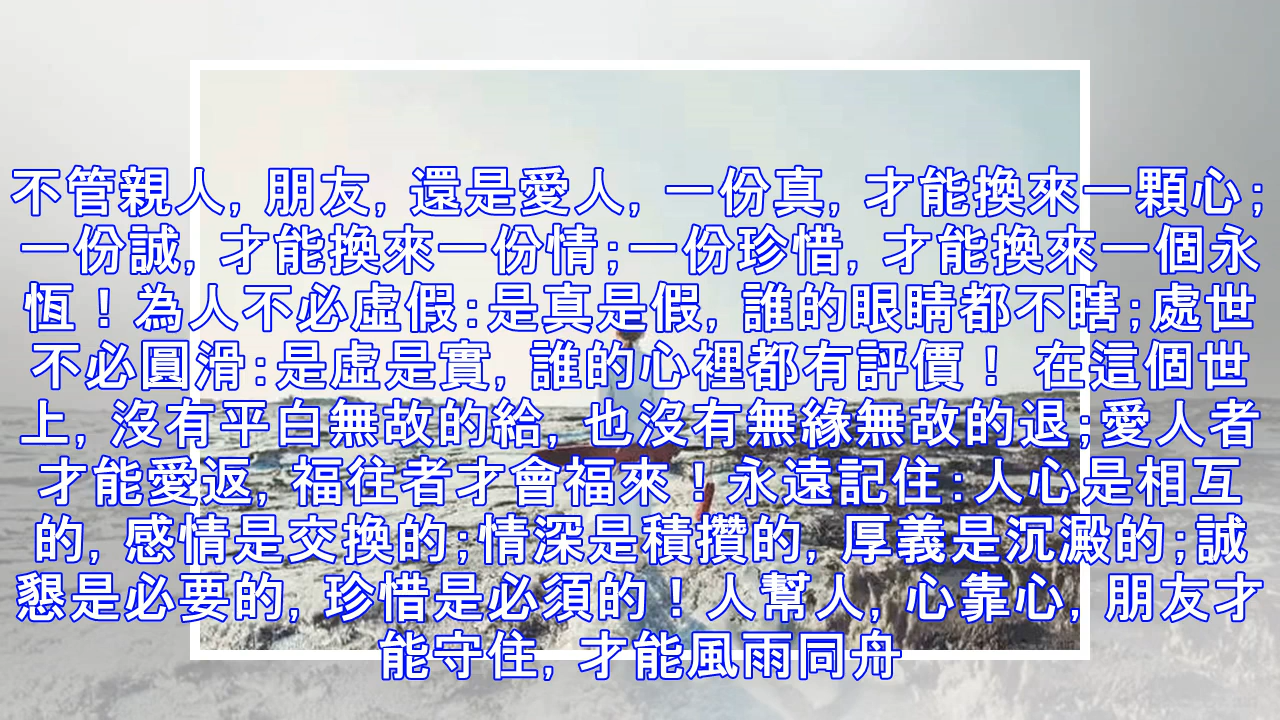 不管親人, 朋友, 還是愛人, 一份真, 才能換來一顆心;
一份誠, 才能換來一份情;一份珍惜, 才能換來一個永
恆！為人不必虛假:是真是假, 誰的眼睛都不瞎;處世
不必圓滑:是虛是實, 誰的心裡都有評價！ 在這個世
上, 沒有平白無故的給, 也沒有無緣無故的退;愛人者
才能愛返, 福往者才會福來！永遠記住:人心是相互
的, 感情是交換的;情深是積攢的, 厚義是沉澱的;誠
懇是必要的, 珍惜是必須的！人幫人, 心靠心, 朋友才
能守住, 才能風雨同舟